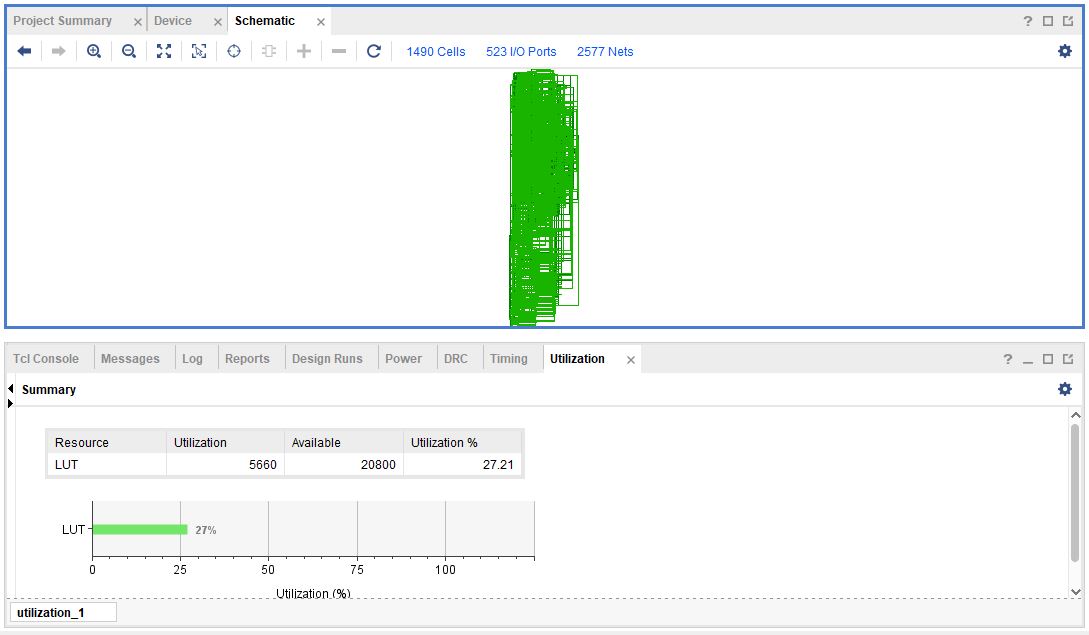 Project Summary × Device × Schematic ×
?
1490 Cells 523 I/O Ports 2577 Nets
Tcl Console Messages Log Reports Design Runs Power DRC Timing Utilization ×
?
Summary
Resource Utilization Available Utilization %
LUT 5660 20800 27.21
LUT 27%
0 25 50 75 100
Utilization (%)
utilization_1